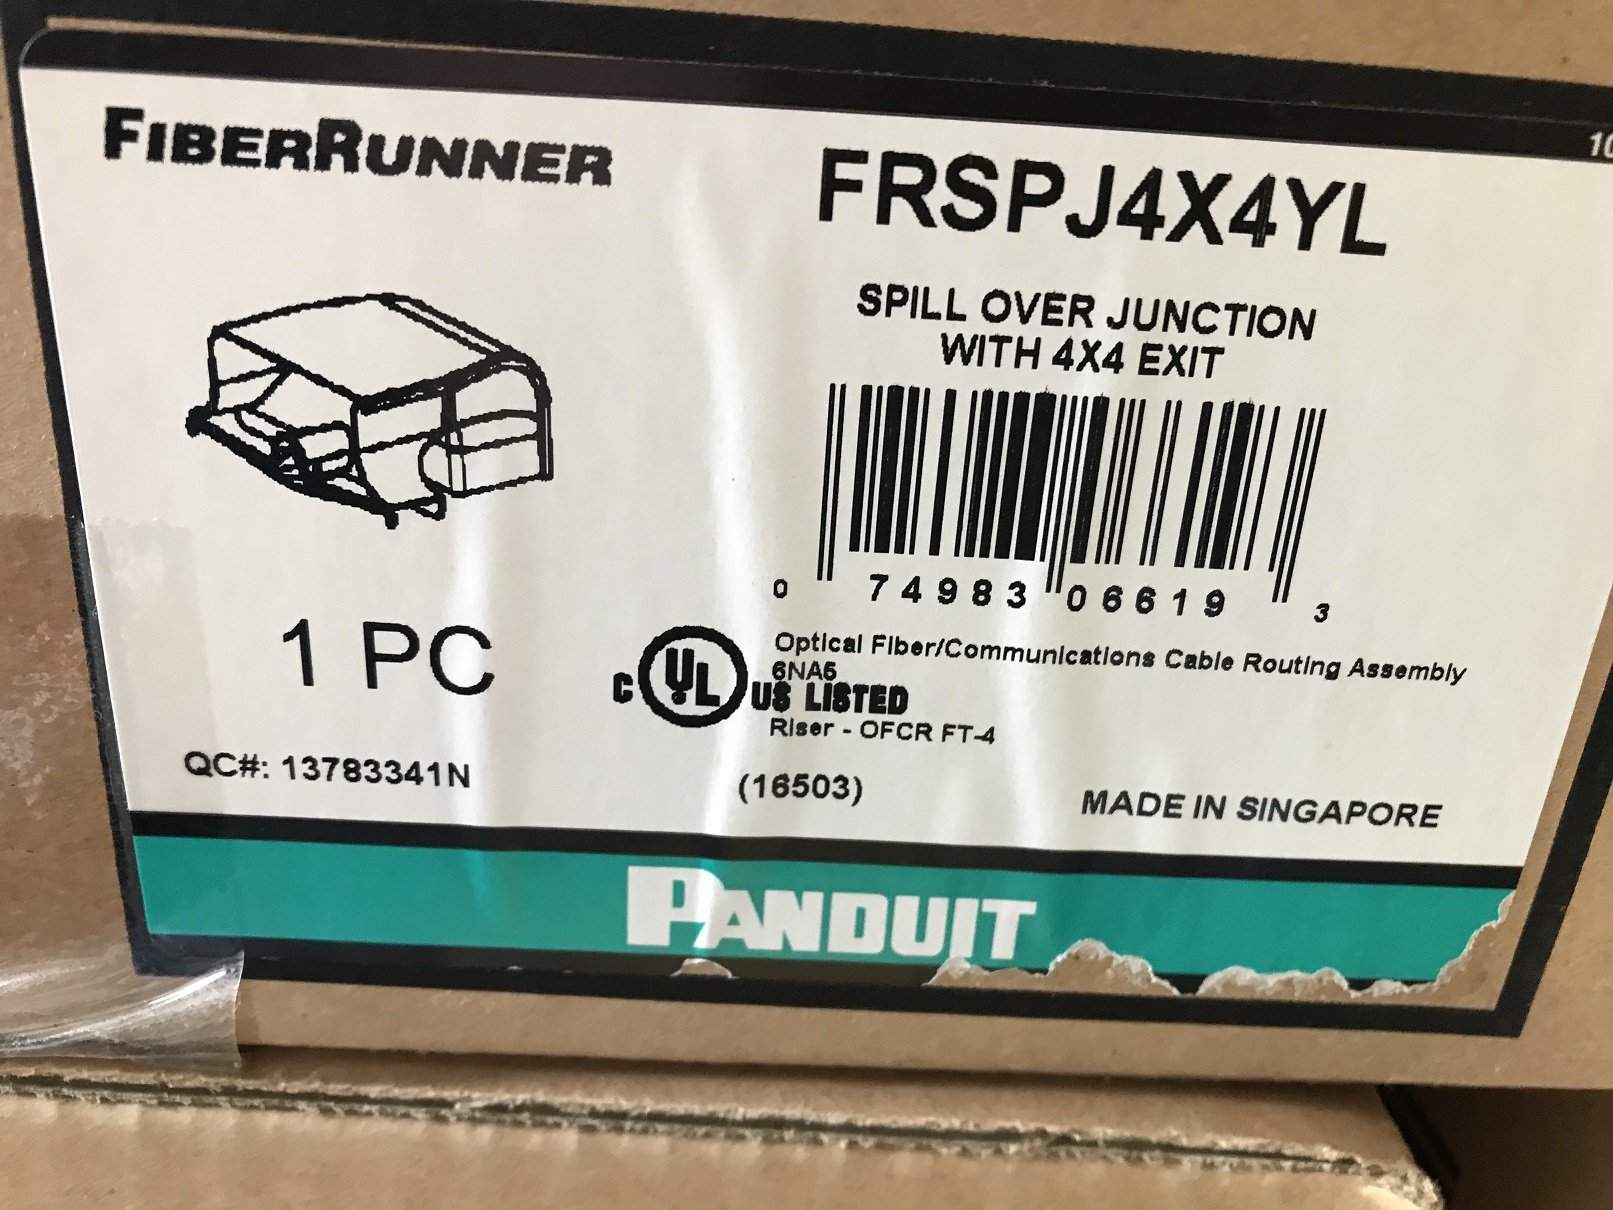 FIBERRUNNER
FRSPJ4X4YL
SPILL OVER JUNCTION
WITH 4X4 EXIT
0 74983 06619 3
1 PC
Optical Fiber/Communications Cable Routing Assembly
6NA6
C UL US LISTED
Riser - OFCR FT-4
QC#: 13783341N
(16503)
MADE IN SINGAPORE
PANDUIT